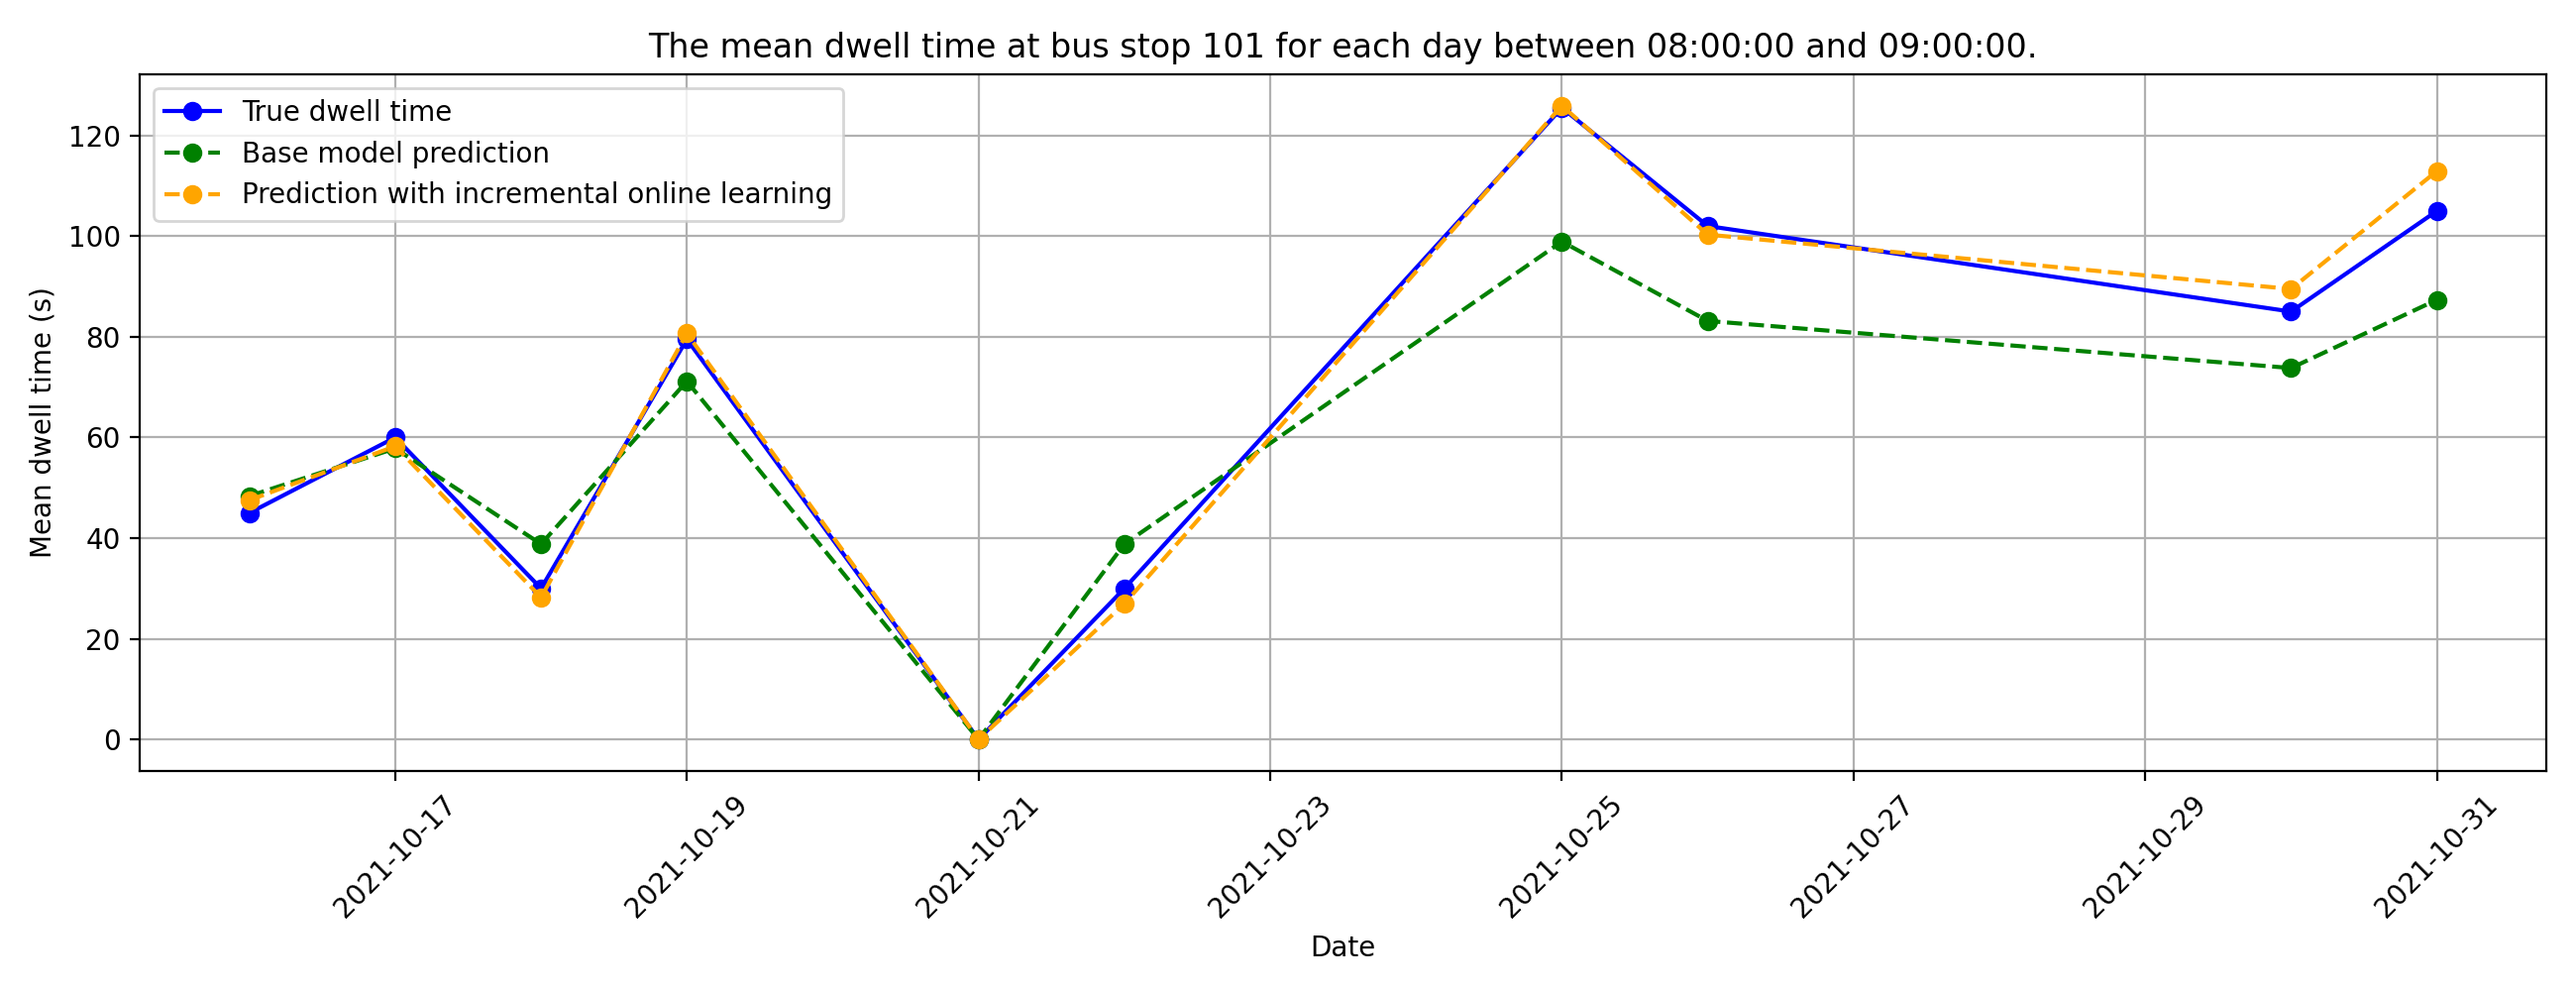 The mean dwell time at bus stop 101 for each day between 08:00:00 and 09:00:00.
True dwell time
Base model prediction
Prediction with incremental online learning
Mean dwell time (s)
120
100
80
60
40
20
0
2021-10-17
2021-10-19
2021-10-21
2021-10-23
2021-10-25
2021-10-27
2021-10-29
2021-10-31
Date